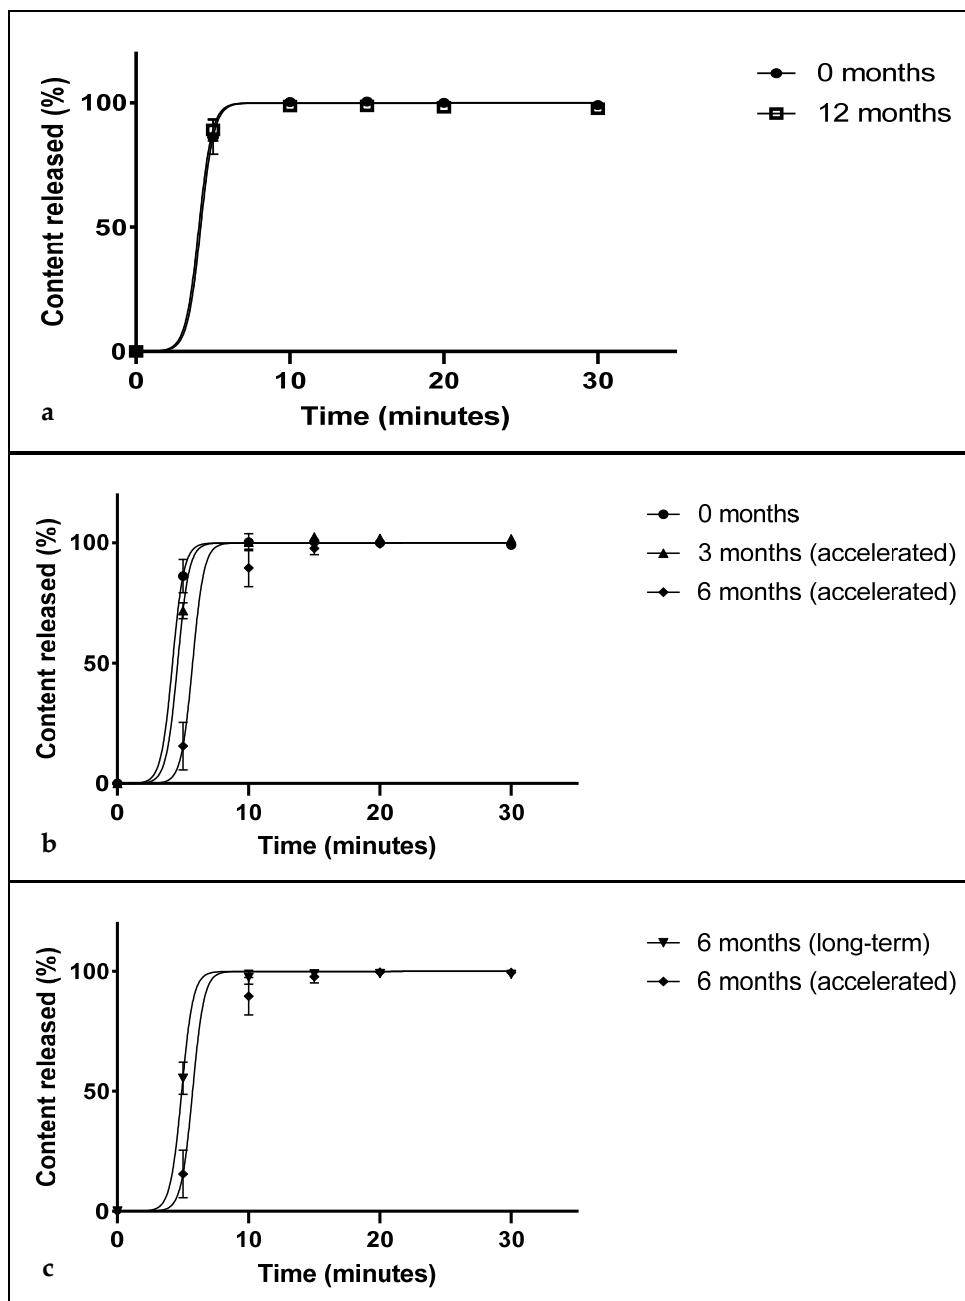 Content released (%)
100
50
0
0 10 20 30
Time (minutes)
0 months
12 months
a
Content released (%)
100
50
0
0 10 20 30
Time (minutes)
0 months
3 months (accelerated)
6 months (accelerated)
b
Content released (%)
100
50
0
0 10 20 30
Time (minutes)
6 months (long-term)
6 months (accelerated)
c